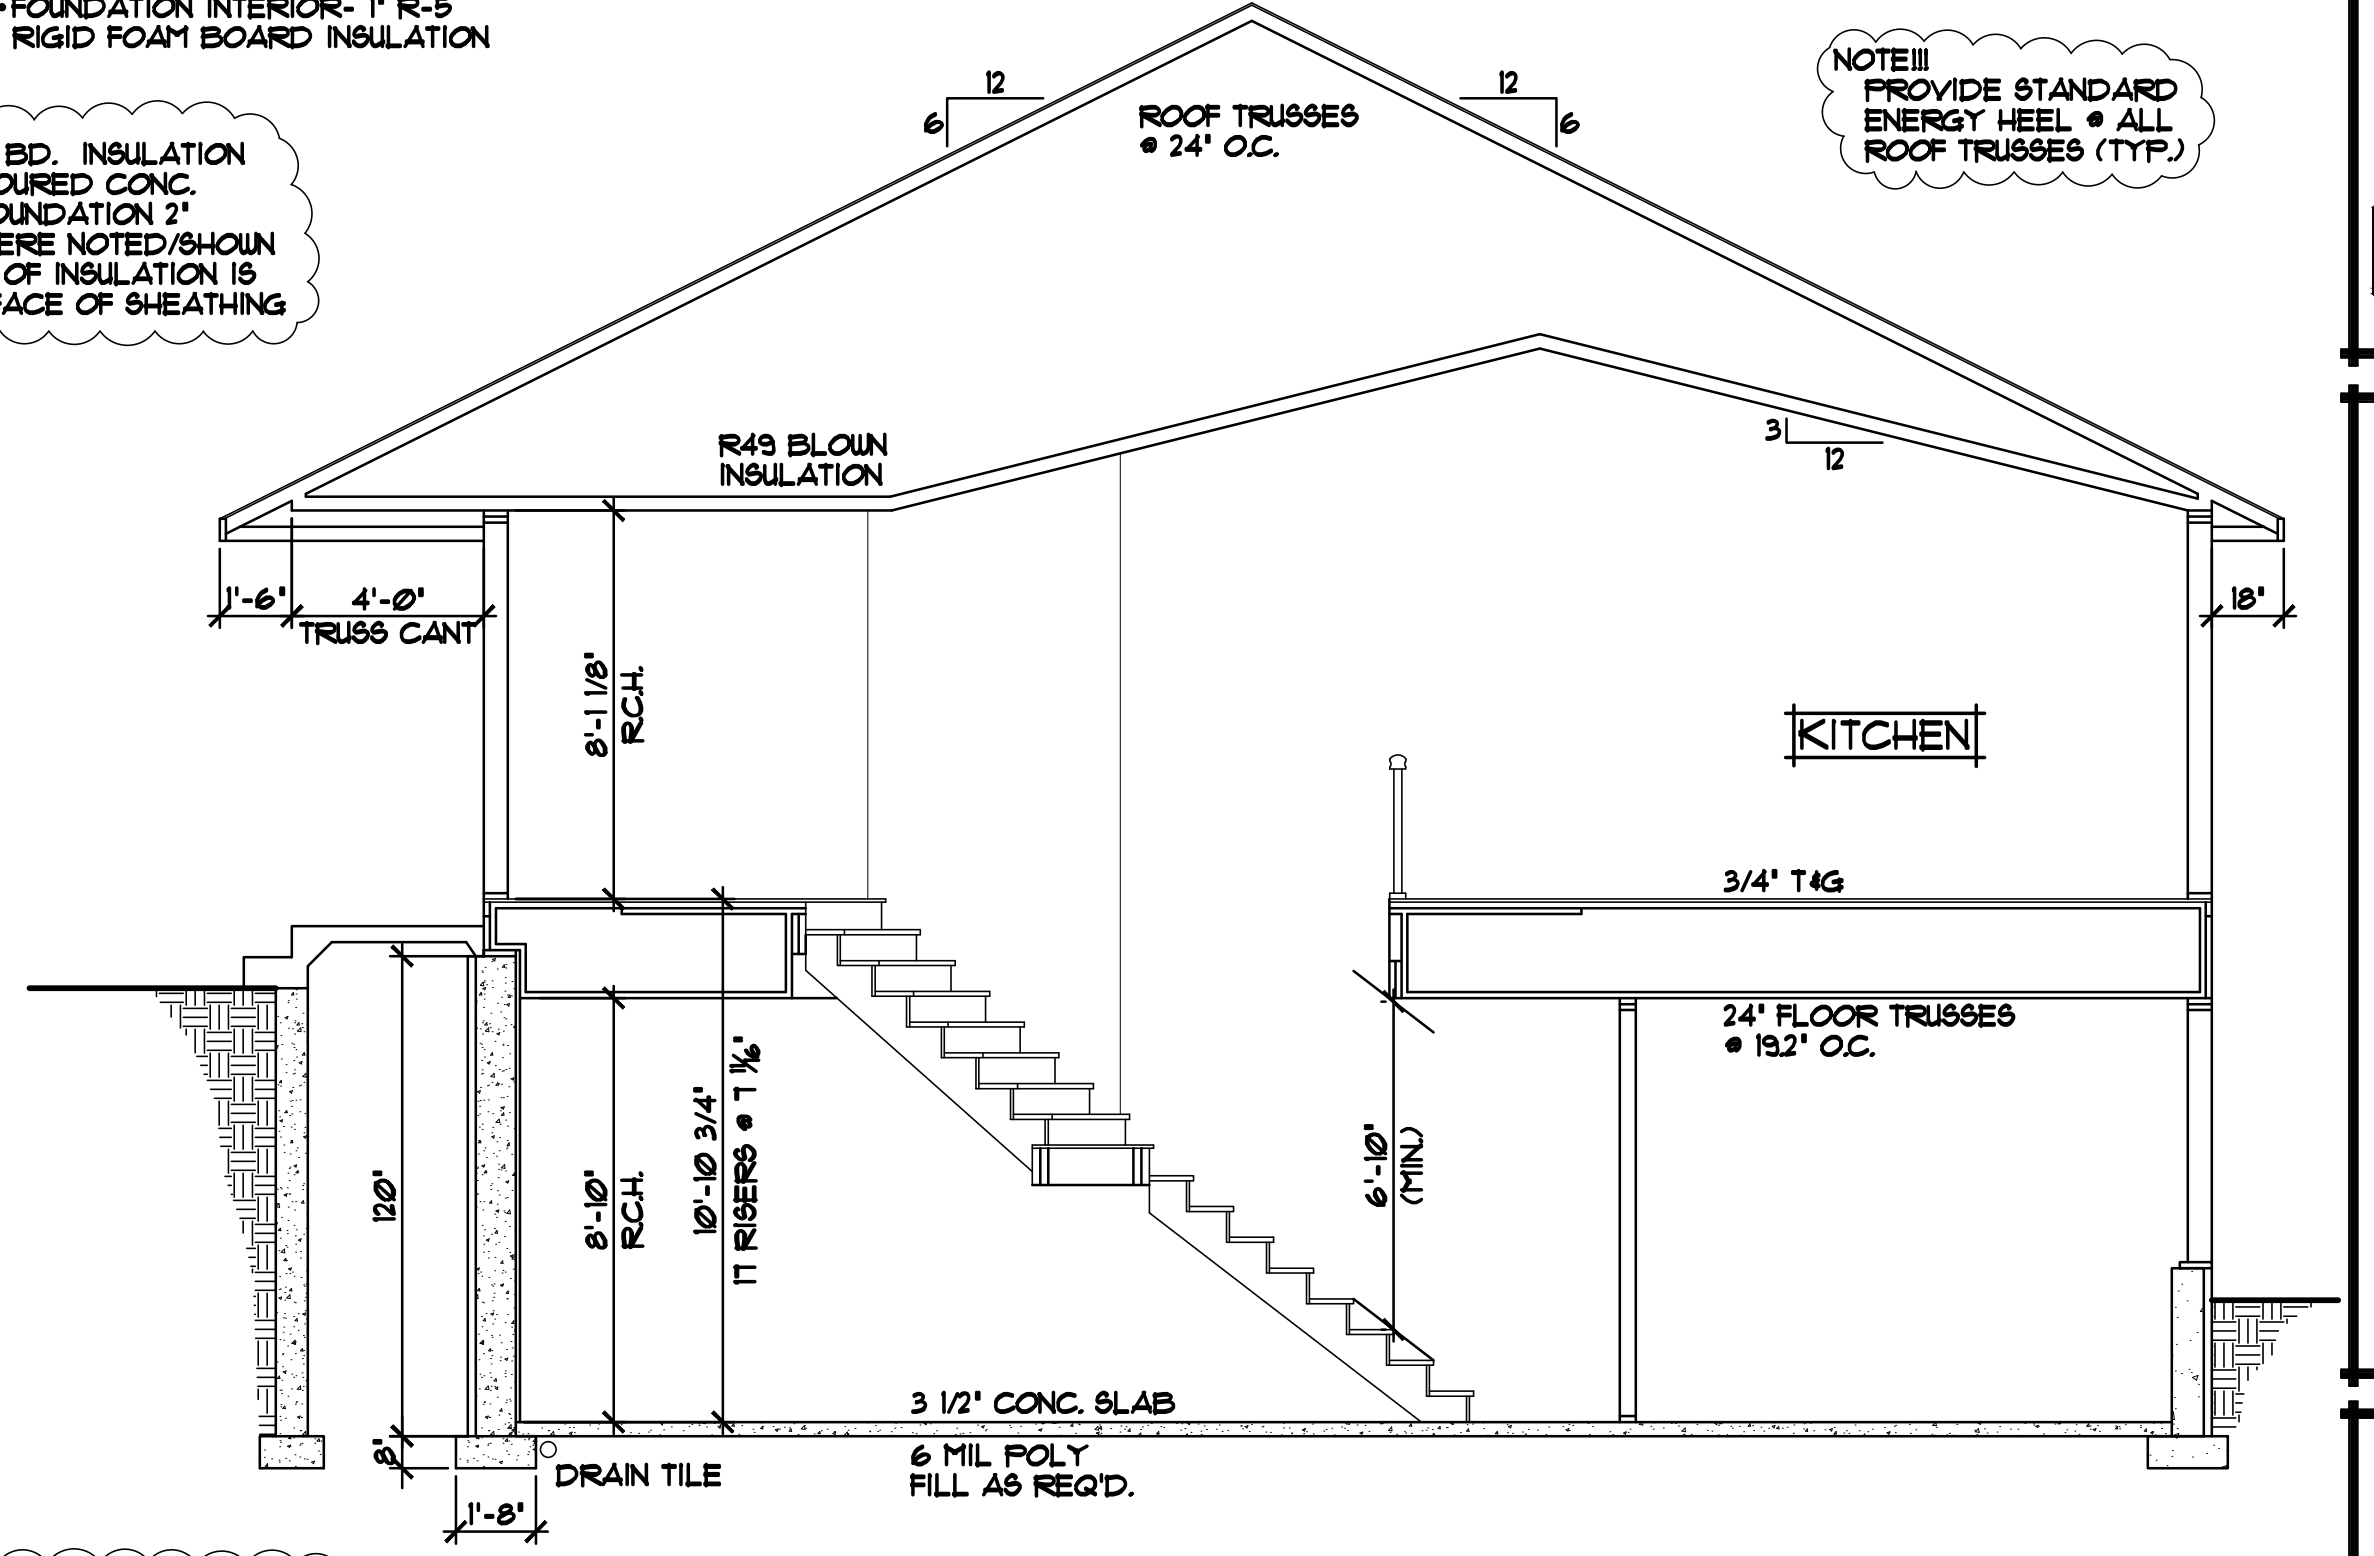 •FOUNDATION INTERIOR- 1" R-5
RIGID FOAM BOARD INSULATION
BD. INSULATION
OURED CONC.
OUNDATION 2"
ERE NOTED/SHOWN
OF INSULATION IS
FACE OF SHEATHING
12
6
ROOF TRUSSES
@ 24" O.C.
12
6
NOTE!!!
PROVIDE STANDARD
ENERGY HEEL @ ALL
ROOF TRUSSES (TYP.)
R49 BLOWN
INSULATION
3
12
1'-6"
4'-0"
TRUSS CANT
18"
8'-1 1/8"
R.C.H.
KITCHEN
3/4" T&G
24" FLOOR TRUSSES
@ 19.2" O.C.
120"
8'-10"
R.C.H.
10'-10 3/4"
17 RISERS @ 7 11/16"
6'-10"
(MIN.)
3 1/2" CONC. SLAB
6 MIL POLY
FILL AS REQ'D.
8"
DRAIN TILE
1'-8"